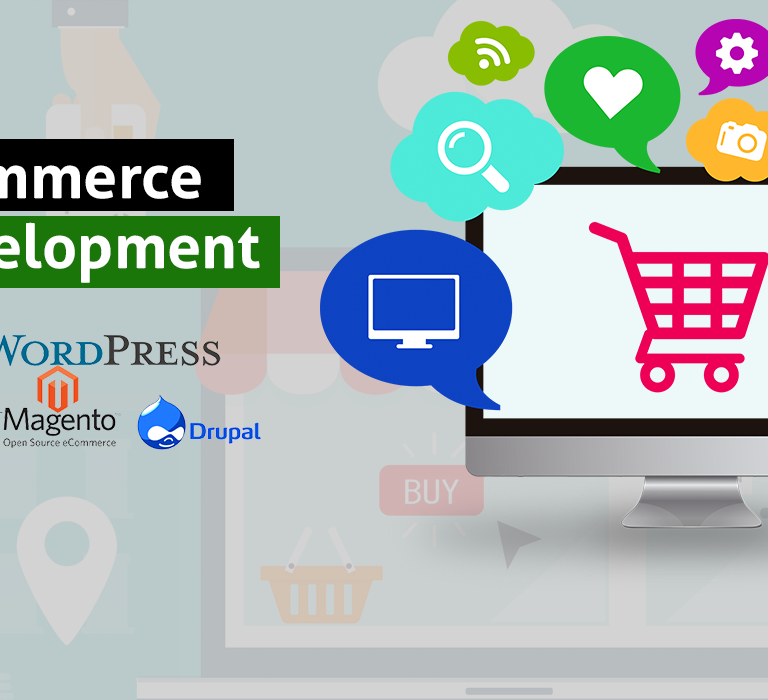 mmerce
elopment
WORDPRESS
Magento
Open Source eCommerce
Drupal
BUY